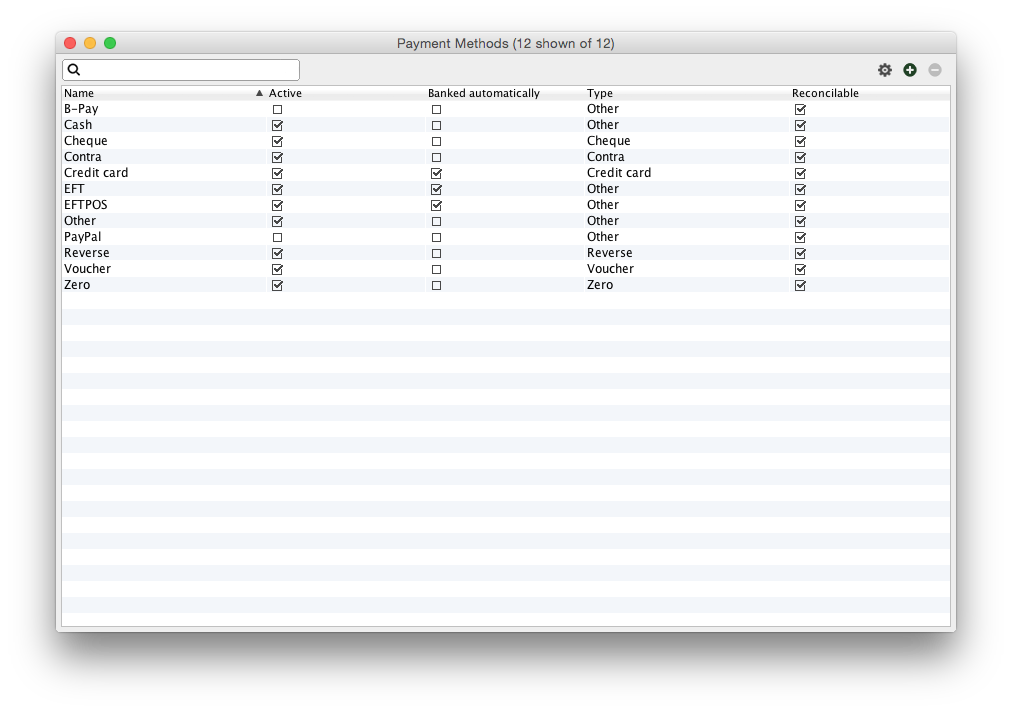 Payment Methods (12 shown of 12)
Name Active Banked automatically Type Reconcilable
B-Pay Other
Cash Other
Cheque Cheque
Contra Contra
Credit card Credit card
EFT Other
EFTPOS Other
Other Other
PayPal Other
Reverse Reverse
Voucher Voucher
Zero Zero